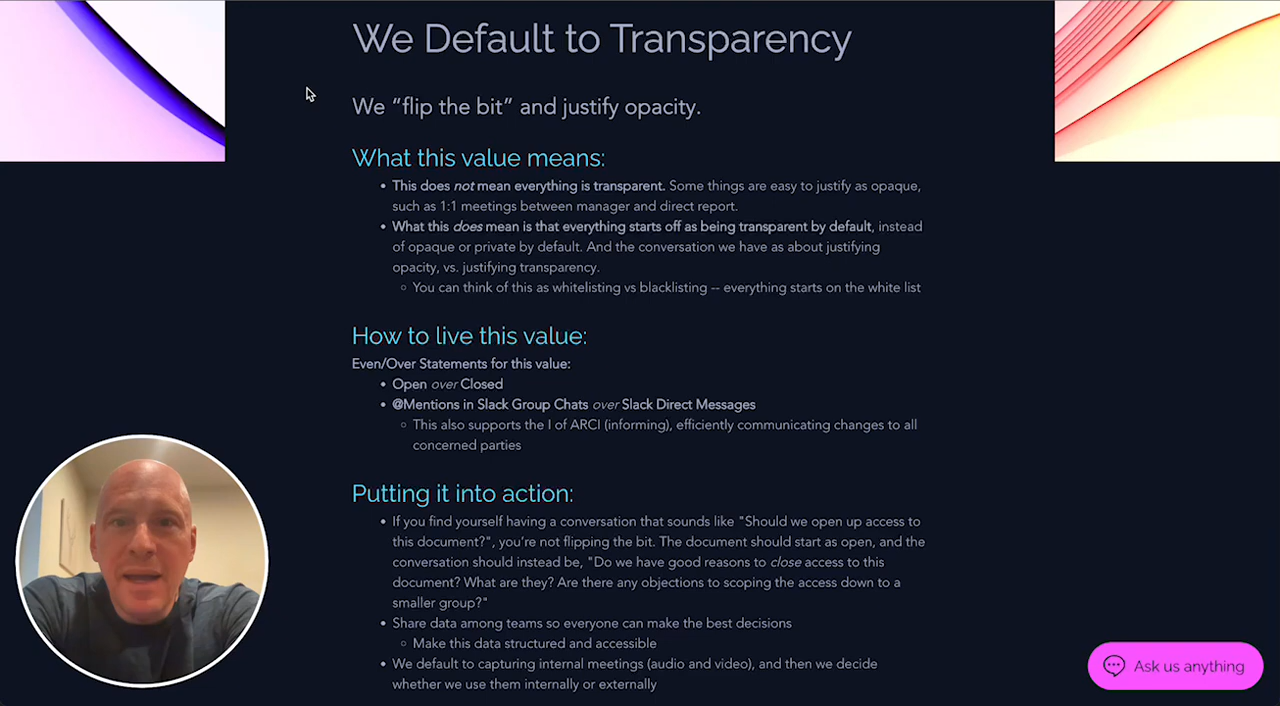 We Default to Transparency
We “flip the bit” and justify opacity.
What this value means:
• This does not mean everything is transparent. Some things are easy to justify as opaque,
such as 1:1 meetings between manager and direct report.
• What this does mean is that everything starts off as being transparent by default, instead
of opaque or private by default. And the conversation we have as about justifying
opacity, vs. justifying transparency.
◦ You can think of this as whitelisting vs blacklisting -- everything starts on the white list
How to live this value:
Even/Over Statements for this value:
• Open over Closed
• @Mentions in Slack Group Chats over Slack Direct Messages
◦ This also supports the I of ARCI (informing), efficiently communicating changes to all
concerned parties
Putting it into action:
• If you find yourself having a conversation that sounds like "Should we open up access to
this document?", you’re not flipping the bit. The document should start as open, and the
conversation should instead be, "Do we have good reasons to close access to this
document? What are they? Are there any objections to scoping the access down to a
smaller group?"
• Share data among teams so everyone can make the best decisions
◦ Make this data structured and accessible
• We default to capturing internal meetings (audio and video), and then we decide
whether we use them internally or externally
Ask us anything